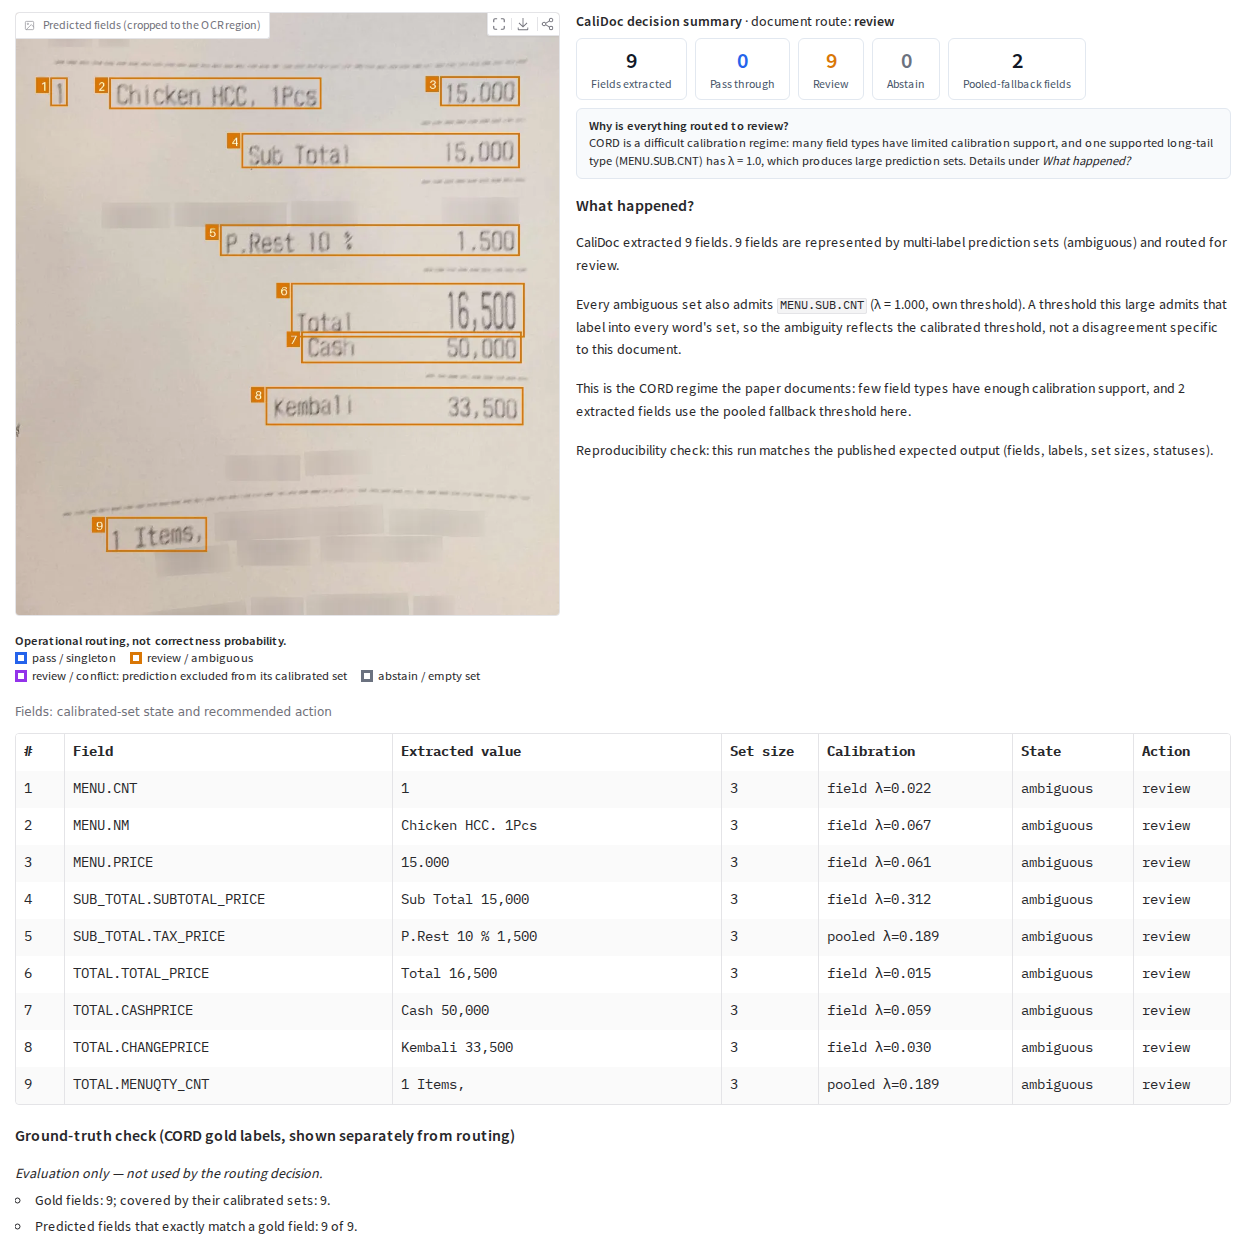 Predicted fields (cropped to the OCR region)
1 1 2 Chicken HCC. 1Pcs 3 15.000
4 Sub Total 15,000
5 P.Rest 10 % 1.500
6 Total 16,500
7 Cash 50,000
8 Kembali 33,500
9 1 Items,
Operational routing, not correctness probability.
pass / singleton review / ambiguous
review / conflict: prediction excluded from its calibrated set abstain / empty set
CaliDoc decision summary · document route: review
9 0 9 0 2
Fields extracted Pass through Review Abstain Pooled-fallback fields
Why is everything routed to review?
CORD is a difficult calibration regime: many field types have limited calibration support, and one supported long-tail
type (MENU.SUB.CNT) has λ = 1.0, which produces large prediction sets. Details under What happened?
What happened?
CaliDoc extracted 9 fields. 9 fields are represented by multi-label prediction sets (ambiguous) and routed for
review.
Every ambiguous set also admits MENU.SUB.CNT (λ = 1.000, own threshold). A threshold this large admits that
label into every word's set, so the ambiguity reflects the calibrated threshold, not a disagreement specific
to this document.
This is the CORD regime the paper documents: few field types have enough calibration support, and 2
extracted fields use the pooled fallback threshold here.
Reproducibility check: this run matches the published expected output (fields, labels, set sizes, statuses).
Fields: calibrated-set state and recommended action
# Field Extracted value Set size Calibration State Action
1 MENU.CNT 1 3 field λ=0.022 ambiguous review
2 MENU.NM Chicken HCC. 1Pcs 3 field λ=0.067 ambiguous review
3 MENU.PRICE 15.000 3 field λ=0.061 ambiguous review
4 SUB_TOTAL.SUBTOTAL_PRICE Sub Total 15,000 3 field λ=0.312 ambiguous review
5 SUB_TOTAL.TAX_PRICE P.Rest 10 % 1,500 3 pooled λ=0.189 ambiguous review
6 TOTAL.TOTAL_PRICE Total 16,500 3 field λ=0.015 ambiguous review
7 TOTAL.CASHPRICE Cash 50,000 3 field λ=0.059 ambiguous review
8 TOTAL.CHANGEPRICE Kembali 33,500 3 field λ=0.030 ambiguous review
9 TOTAL.MENUQTY_CNT 1 Items, 3 pooled λ=0.189 ambiguous review
Ground-truth check (CORD gold labels, shown separately from routing)
Evaluation only — not used by the routing decision.
Gold fields: 9; covered by their calibrated sets: 9.
Predicted fields that exactly match a gold field: 9 of 9.